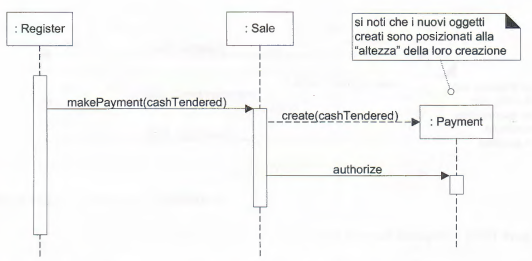 : Register
: Sale
si noti che i nuovi oggetti
creati sono posizionati alla
"altezza" della loro creazione
makePayment(cashTendered)
create(cashTendered)
: Payment
authorize